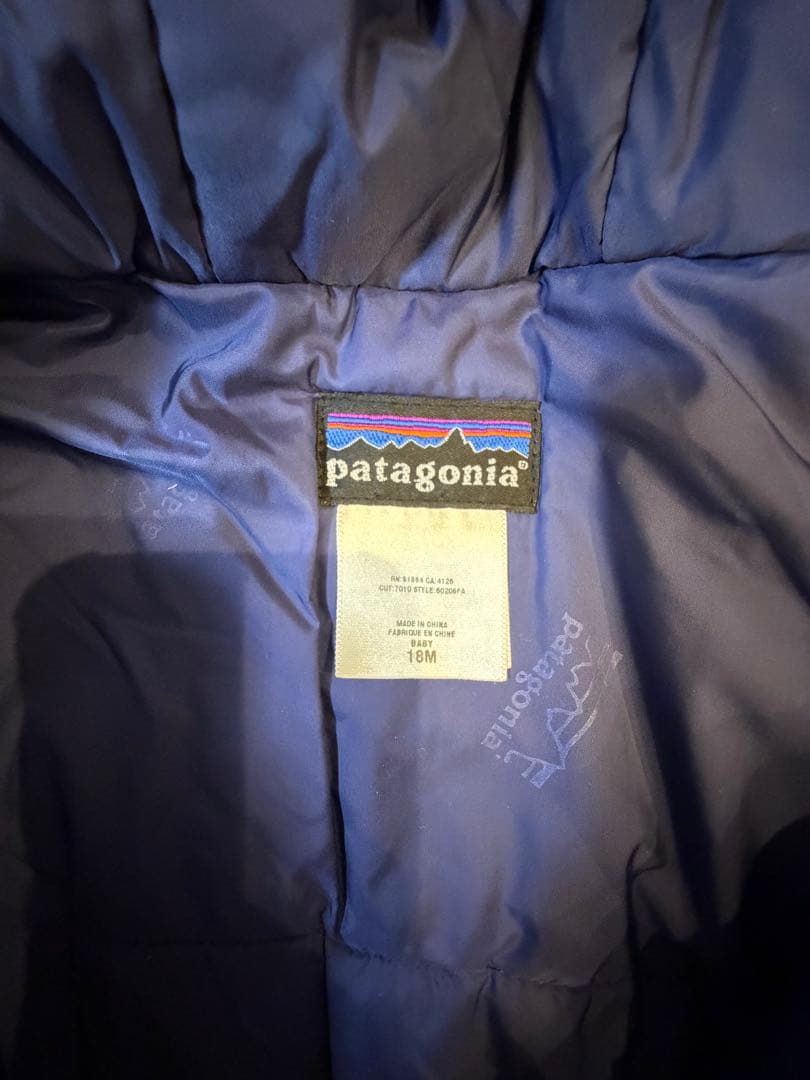 patagonia®
RN:51884 CA:4126
CUT:7010 STYLE:60206FA
MADE IN CHINA
FABRIQUE EN CHINE
BABY
18M
patagonia